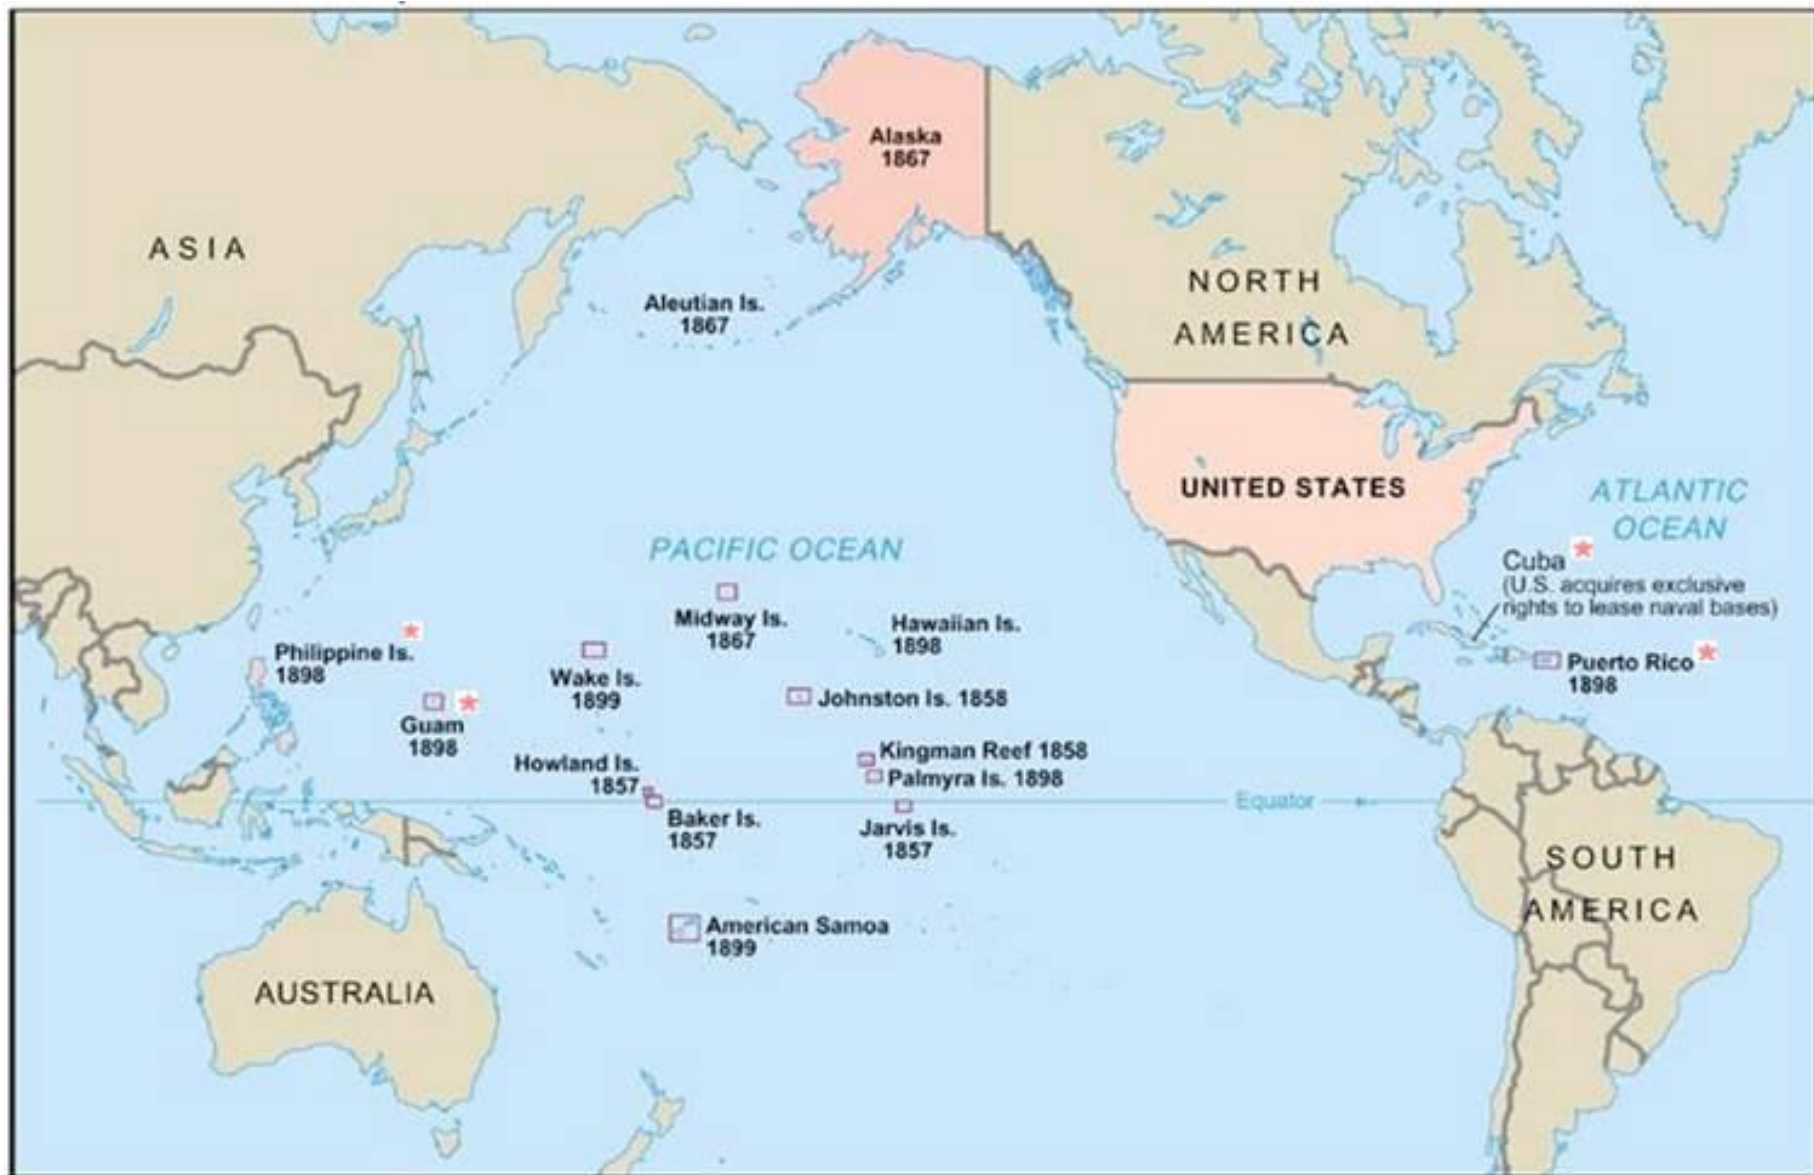 Alaska
1867
ASIA
Aleutian Is.
1867
NORTH
AMERICA
UNITED STATES
ATLANTIC
OCEAN
PACIFIC OCEAN
Cuba
(U.S. acquires exclusive
rights to lease naval bases)
Midway Is.
1867
Hawaiian Is.
1898
Philippine Is.
1898
Wake Is.
1899
Puerto Rico
1898
Johnston Is. 1858
Guam
1898
Kingman Reef 1858
Howland Is.
1857
Palmyra Is. 1898
Equator
Baker Is.
1857
Jarvis Is.
1857
SOUTH
AMERICA
American Samoa
1899
AUSTRALIA